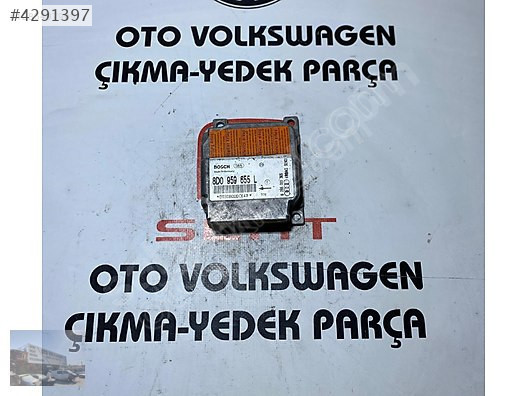 #4291397
OTO VOLKSWAGEN
ÇIKMA-YEDEK PARÇA
BOSCH
8D0 959 655 L
OTO VOLKSWAGEN
ÇIKMA-YEDEK PARÇA